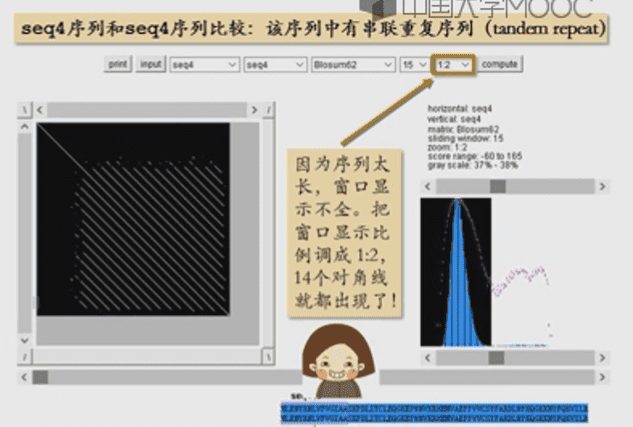 中国大学MOOC
seq4序列和seq4序列比较：该序列中有串联重复序列（tandem repeat）
print input seq4 seq4 Blosum62 15 1:2 compute
horizontal: seq4
vertical: seq4
matrix: Blosum62
sliding window: 15
zoom: 1:2
score range: -60 to 165
gray scale: 37% - 38%
因为序列太
长，窗口显
示不全。把
窗口显示比
例调成 1:2，
14个对角线
就都出现了！